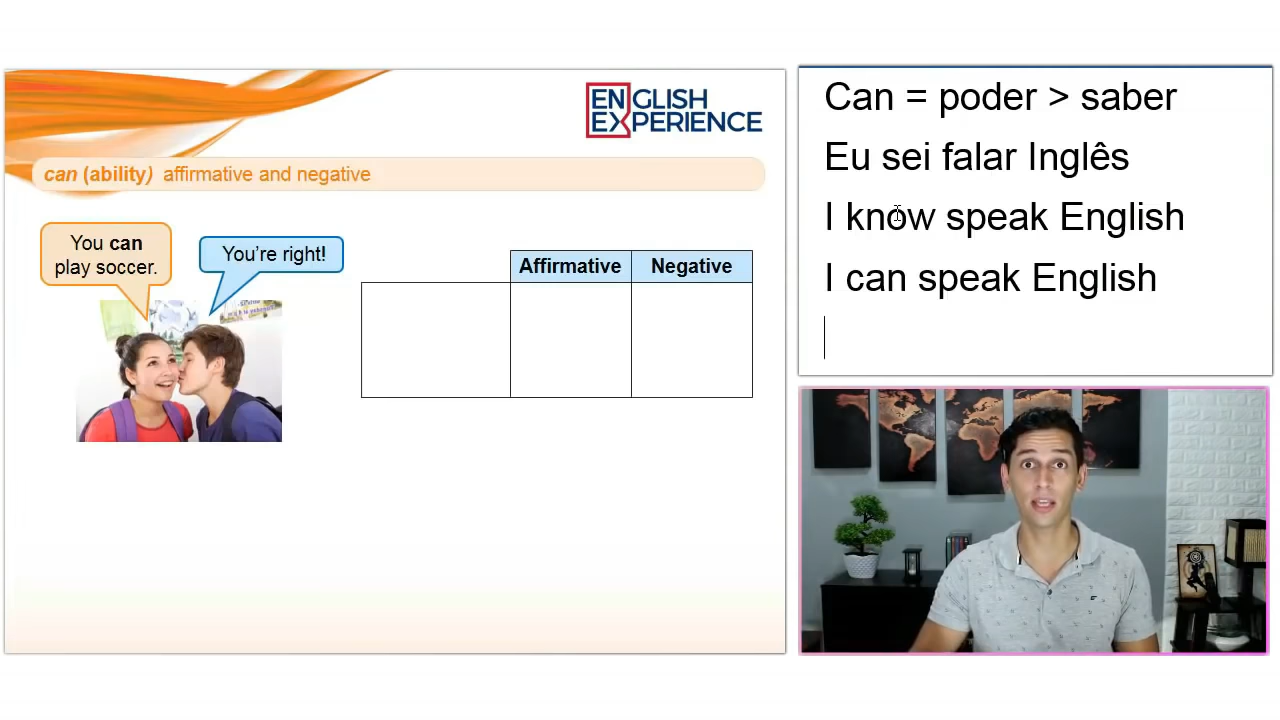 ENGLISH
EXPERIENCE
can (ability) affirmative and negative
You can
play soccer.
You're right!
Affirmative Negative
Can = poder > saber
Eu sei falar Inglês
I know speak English
I can speak English